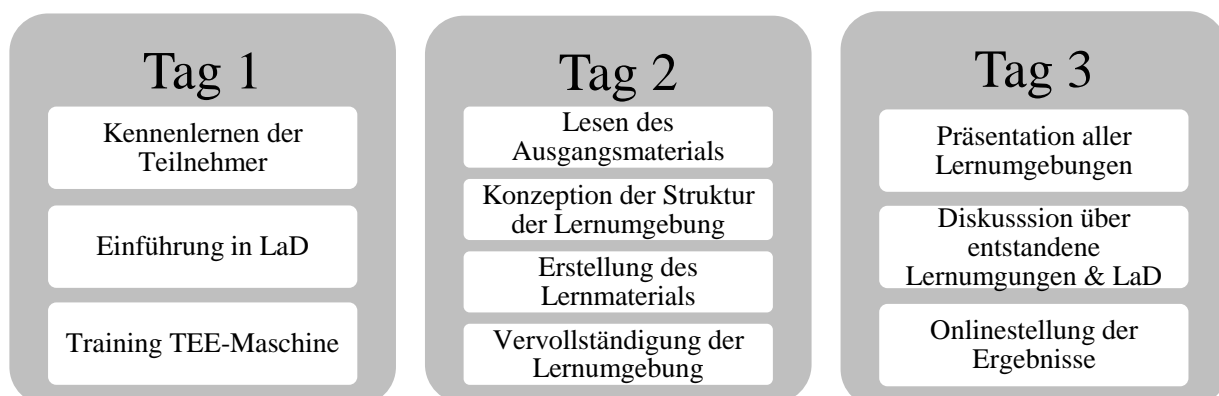 Tag 1
Kennenlernen der
Teilnehmer
Einführung in LaD
Training TEE-Maschine
Tag 2
Lesen des
Ausgangsmaterials
Konzeption der Struktur
der Lernumgebung
Erstellung des
Lernmaterials
Vervollständigung der
Lernumgebung
Tag 3
Präsentation aller
Lernumgebungen
Diskusssion über
entstandene
Lernumgungen & LaD
Onlinestellung der
Ergebnisse